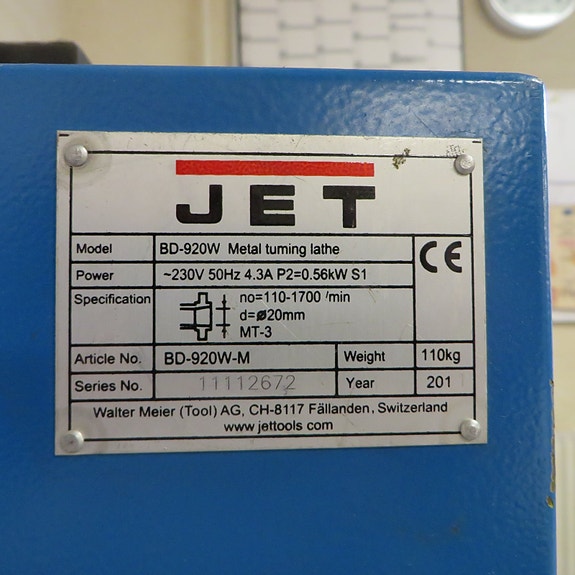 JET
Model BD-920W Metal turning lathe
CE
Power ~230V 50Hz 4.3A P2=0.56kW S1
Specification no=110-1700 /min
d=ø20mm
MT-3
Article No. BD-920W-M Weight 110kg
Series No. 11112672 Year 201
Walter Meier (Tool) AG, CH-8117 Fällanden, Switzerland
www.jettools.com